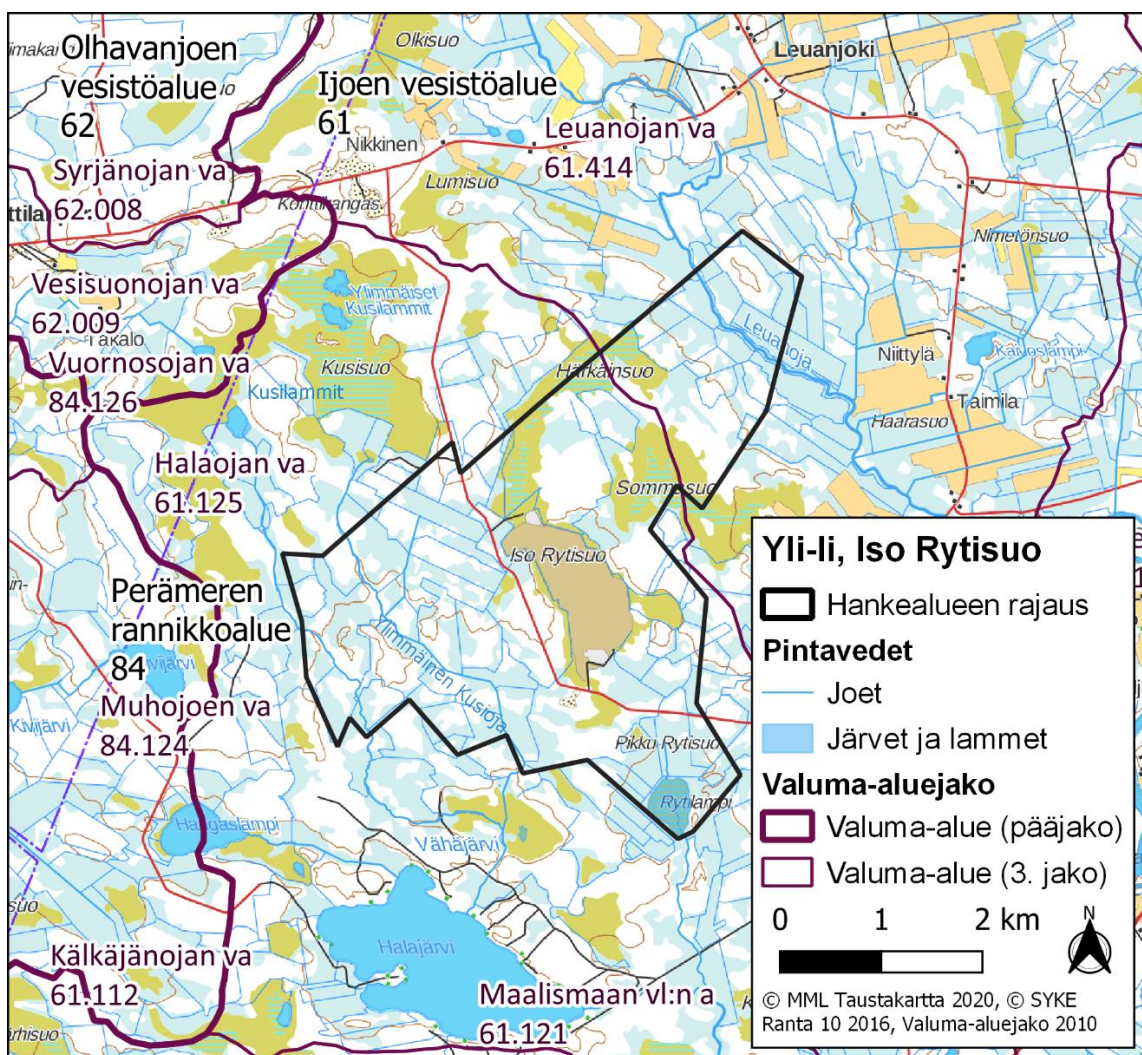 Olkisuo
Leuanjoki
Olhavanjoen
vesistöalue
62
Ijoen vesistöalue
61
Nikkinen
Leuanojan va
61.414
Syrjänojan va
62.008
Lumisuo
Konttikangas
Nimetönsuo
Vesisuonojan va
62.009
Ylimmäiset
Kusilammit
Leuanoja
Niittylä
Kaivoslampi
Vuornosojan va
84.126
Kusisuo
Härkäinsuo
Kusilammit
Taimila
Haarasuo
Halaojan va
61.125
Sommasuo
Iso Rytisuo
Perämeren
rannikkoalue
84
Kivijärvi
Ylimmäinen Kusioja
Muhojoen va
84.124
Pikku Rytisuo
Rytilampi
Hangaslampi
Vähäjärvi
Halajärvi
Kälkäjänojan va
61.112
Maalismaan vl:n a
61.121
Yli-Ii, Iso Rytisuo
Hankealueen rajaus
Pintavedet
Joet
Järvet ja lammet
Valuma-aluejako
Valuma-alue (pääjako)
Valuma-alue (3. jako)
0 1 2 km
N
© MML Taustakartta 2020, © SYKE
Ranta 10 2016, Valuma-aluejako 2010